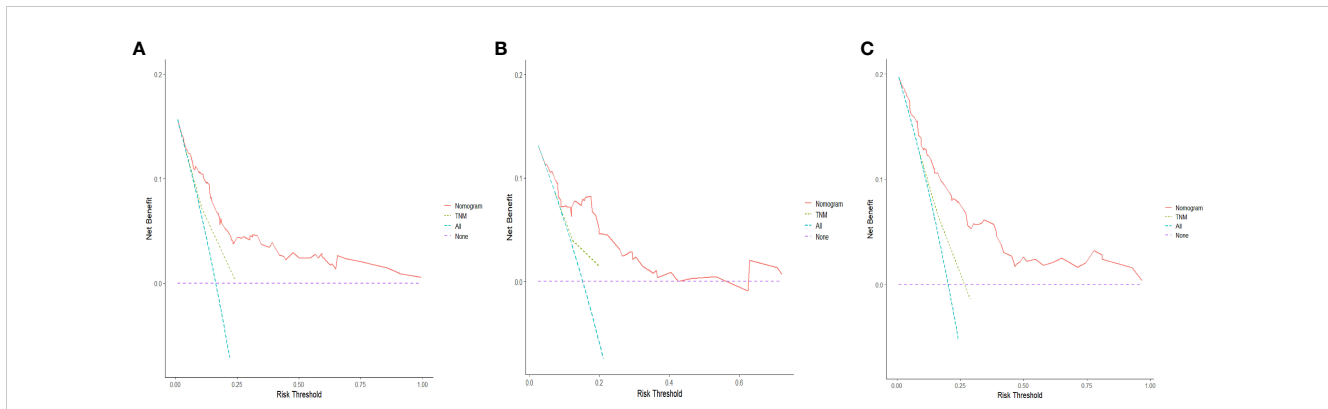 A
Net Benefit
0.2
0.1
0.0
0.00
0.25
0.50
0.75
1.00
Risk Threshold
Nomogram
TNM
All
None
B
Net Benefit
0.2
0.1
0.0
0.0
0.2
0.4
0.6
Risk Threshold
Nomogram
TNM
All
None
C
Net Benefit
0.2
0.1
0.0
0.00
0.25
0.50
0.75
1.00
Risk Threshold
Nomogram
TNM
All
None